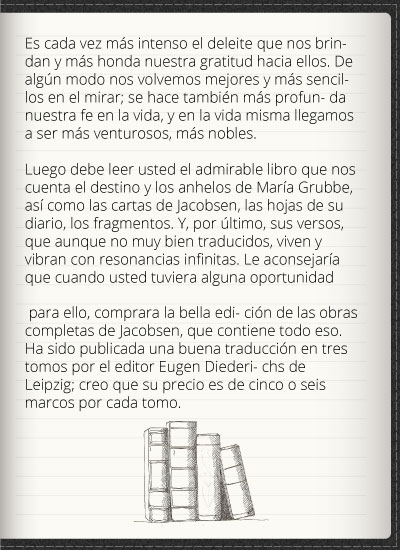 Es cada vez más intenso el deleite que nos brin-
dan y más honda nuestra gratitud hacia ellos. De
algún modo nos volvemos mejores y más sencil-
los en el mirar; se hace también más profun- da
nuestra fe en la vida, y en la vida misma llegamos
a ser más venturosos, más nobles.
Luego debe leer usted el admirable libro que nos
cuenta el destino y los anhelos de María Grubbe,
así como las cartas de Jacobsen, las hojas de su
diario, los fragmentos. Y, por último, sus versos,
que aunque no muy bien traducidos, viven y
vibran con resonancias infinitas. Le aconsejaría
que cuando usted tuviera alguna oportunidad
para ello, comprara la bella edi- ción de las obras
completas de Jacobsen, que contiene todo eso.
Ha sido publicada una buena traducción en tres
tomos por el editor Eugen Diederi- chs de
Leipzig; creo que su precio es de cinco o seis
marcos por cada tomo.